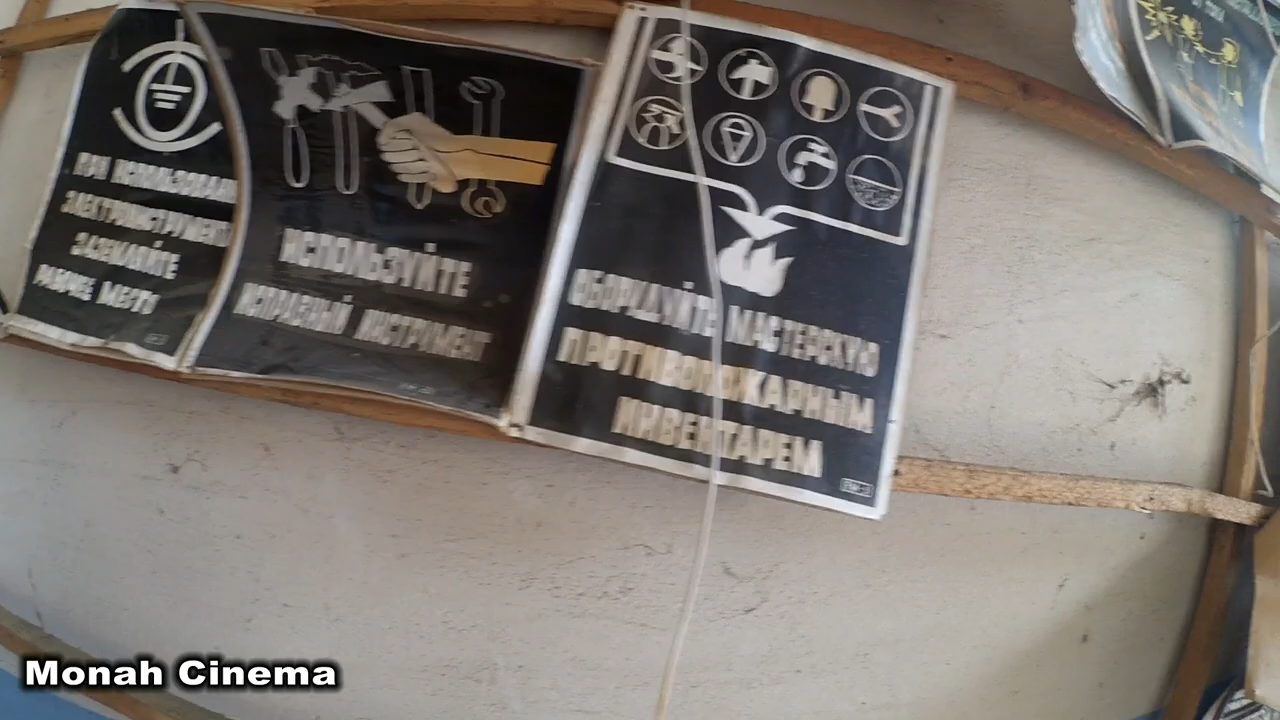 ПРИ ИСПОЛЬЗОВАНИИ
ЭЛЕКТРОИНСТРУМЕНТА
ЗАЗЕМЛЯЙТЕ
РАБОЧЕЕ МЕСТО
ИСПОЛЬЗУЙТЕ
ИСПРАВНЫЙ ИНСТРУМЕНТ
ОБОРУДУЙТЕ МАСТЕРСКУЮ
ПРОТИВОПОЖАРНЫМ
ИНВЕНТАРЕМ
Monah Cinema